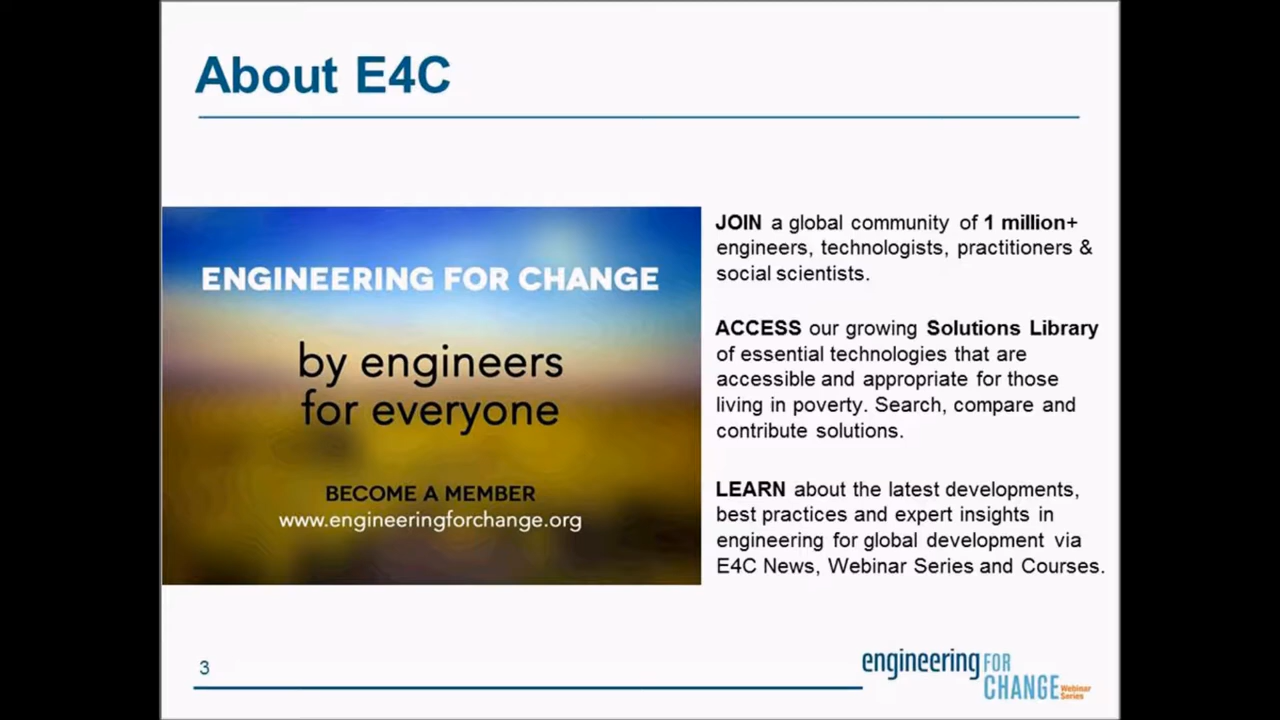 About E4C
ENGINEERING FOR CHANGE
by engineers
for everyone
BECOME A MEMBER
www.engineeringforchange.org
JOIN a global community of 1 million+
engineers, technologists, practitioners &
social scientists.
ACCESS our growing Solutions Library
of essential technologies that are
accessible and appropriate for those
living in poverty. Search, compare and
contribute solutions.
LEARN about the latest developments,
best practices and expert insights in
engineering for global development via
E4C News, Webinar Series and Courses.
3
engineering FOR
CHANGE Webinar
Series